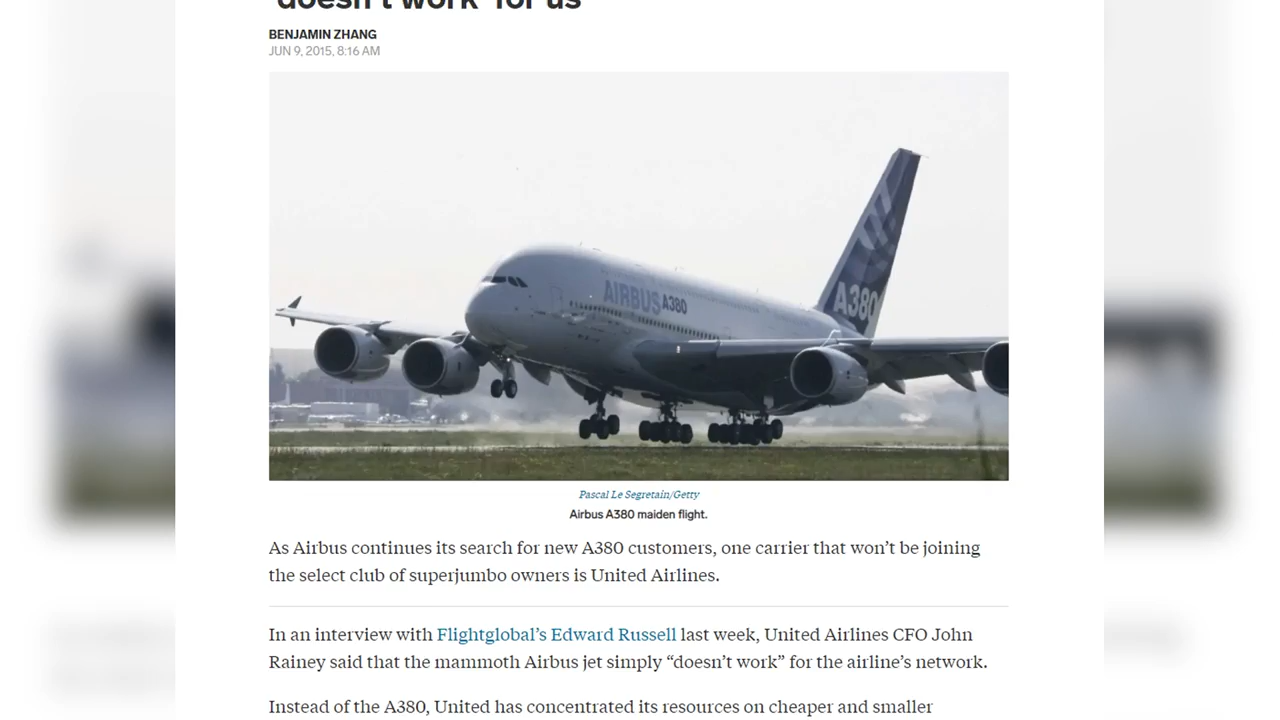 "doesn't work" for us
BENJAMIN ZHANG
JUN 9, 2015, 8:16 AM
AIRBUS A380
A380
Pascal Le Segretain/Getty
Airbus A380 maiden flight.
As Airbus continues its search for new A380 customers, one carrier that won't be joining
the select club of superjumbo owners is United Airlines.
In an interview with Flightglobal's Edward Russell last week, United Airlines CFO John
Rainey said that the mammoth Airbus jet simply “doesn't work” for the airline's network.
Instead of the A380, United has concentrated its resources on cheaper and smaller